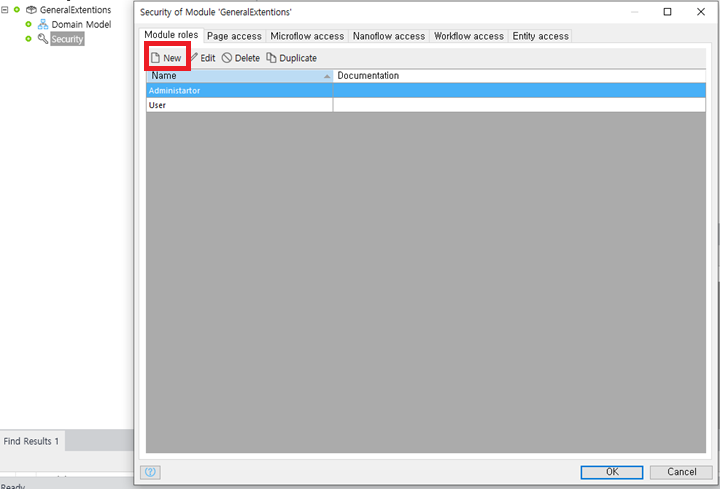 GeneralExtentions
Domain Model
Security
Security of Module 'GeneralExtentions'
Module roles Page access Microflow access Nanoflow access Workflow access Entity access
New Edit Delete Duplicate
Name Documentation
Administartor
User
Find Results 1
OK Cancel
Ready